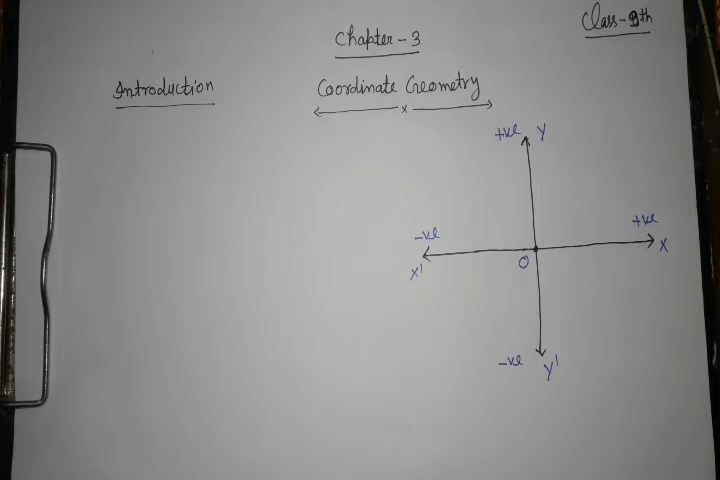 Class-9th
Chapter-3
Introduction
Coordinate Geometry
x
+ve Y
+ve
-ve
X
X'
O
-ve
Y'